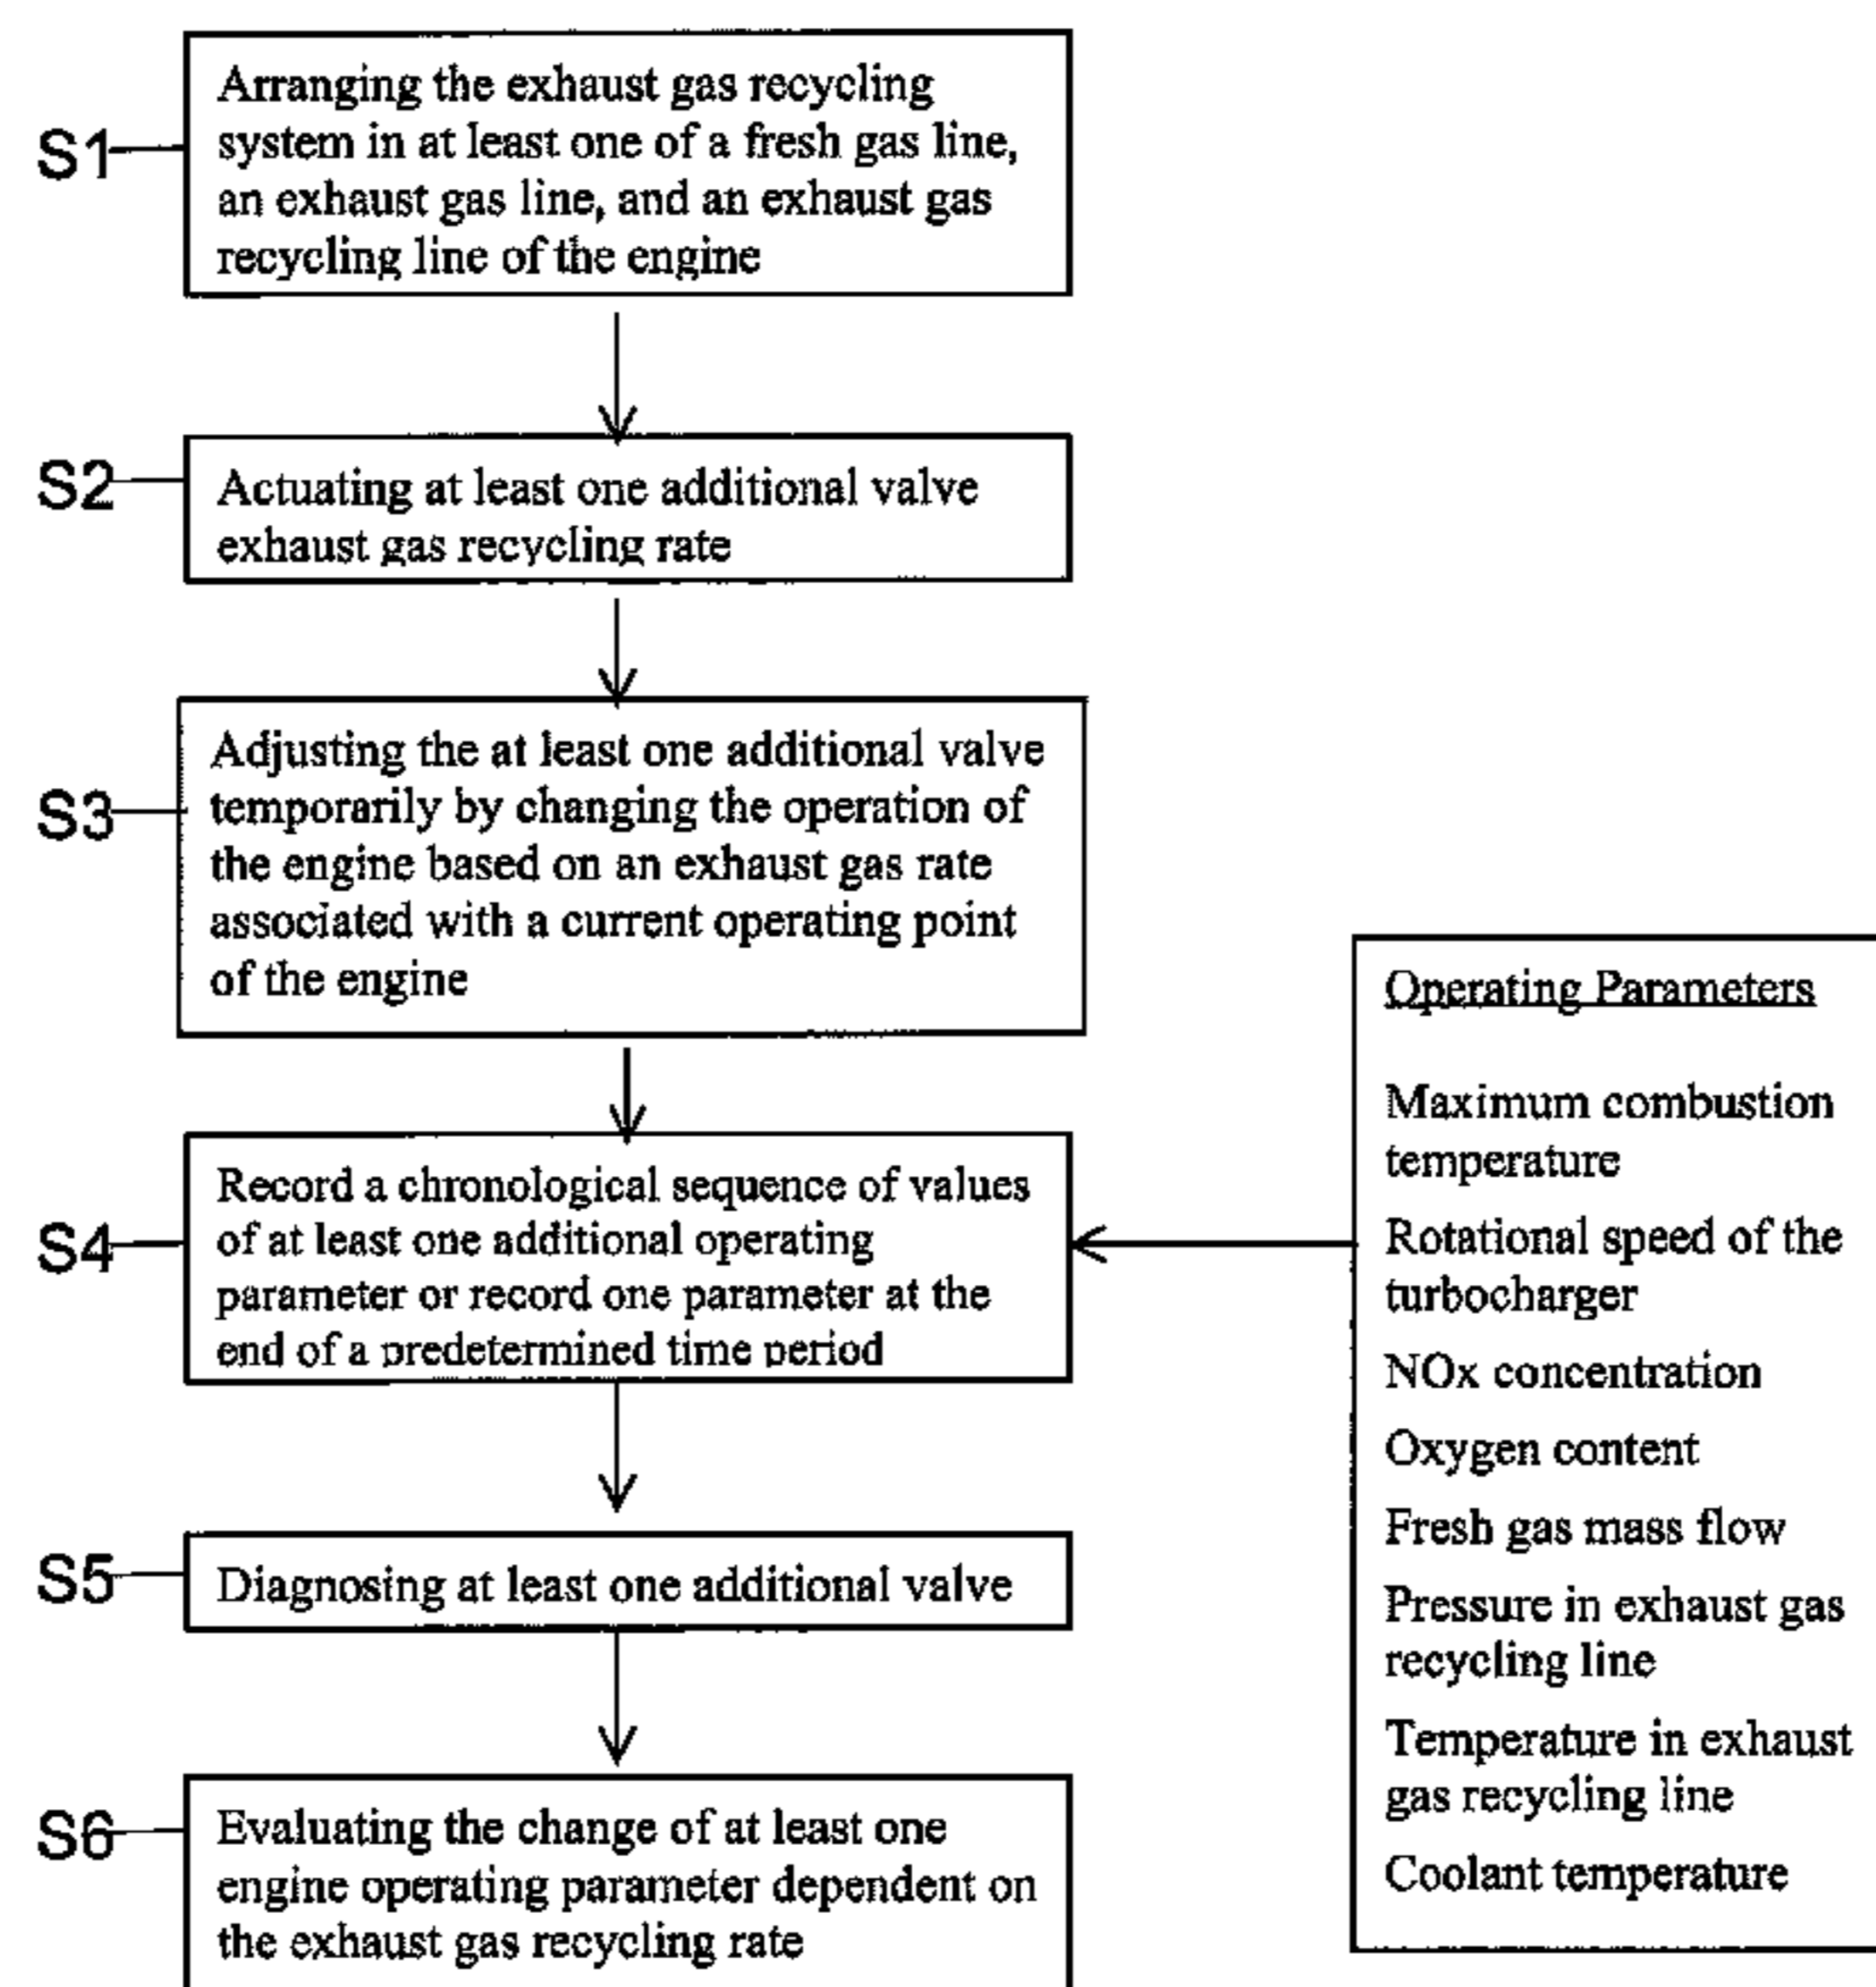 S1
Arranging the exhaust gas recycling
system in at least one of a fresh gas line,
an exhaust gas line, and an exhaust gas
recycling line of the engine
S2
Actuating at least one additional valve
exhaust gas recycling rate
S3
Adjusting the at least one additional valve
temporarily by changing the operation of
the engine based on an exhaust gas rate
associated with a current operating point
of the engine
S4
Record a chronological sequence of values
of at least one additional operating
parameter or record one parameter at the
end of a predetermined time period
S5
Diagnosing at least one additional valve
S6
Evaluating the change of at least one
engine operating parameter dependent on
the exhaust gas recycling rate
Operating Parameters
Maximum combustion
temperature
Rotational speed of the
turbocharger
NOx concentration
Oxygen content
Fresh gas mass flow
Pressure in exhaust gas
recycling line
Temperature in exhaust
gas recycling line
Coolant temperature